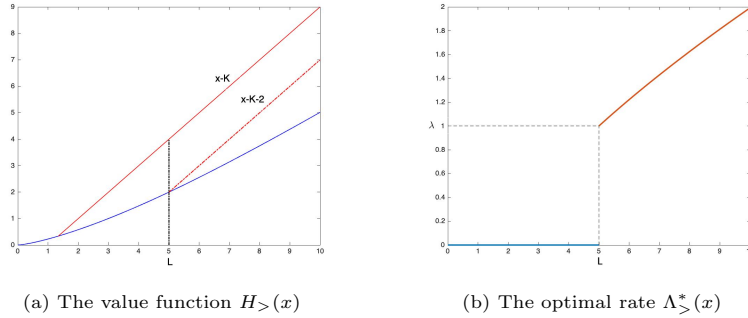 9
8
7
6
5
4
3
2
1
0
x-K
x-K-2
0 1 2 3 4 5 6 7 8 9 10
L
(a) The value function H>(x)
2
1.8
1.6
1.4
1.2
λ 1
0.8
0.6
0.4
0.2
0
0 1 2 3 4 5 6 7 8 9 10
L
(b) The optimal rate Λ*>(x)